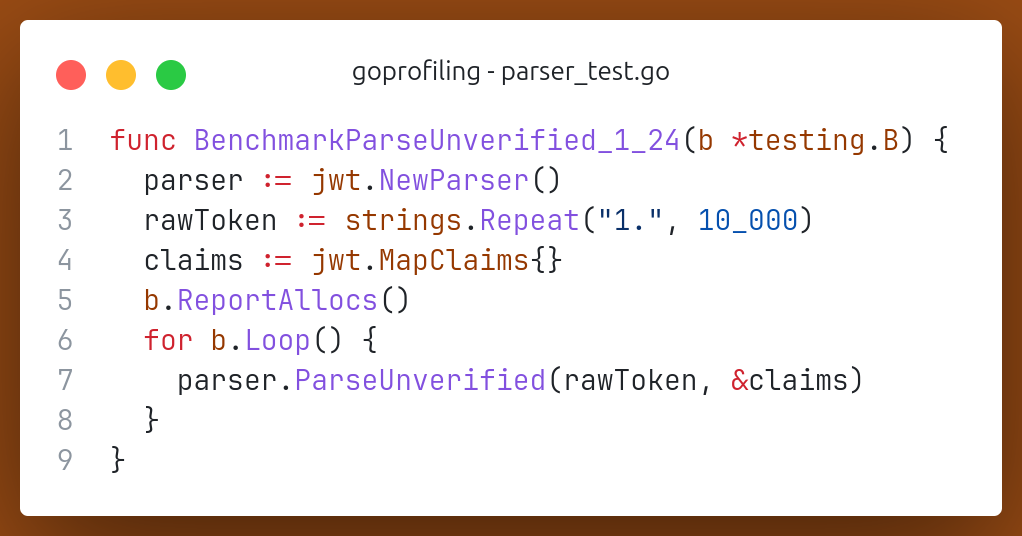 goprofiling - parser_test.go
1 func BenchmarkParseUnverified_1_24(b *testing.B) {
2   parser := jwt.NewParser()
3   rawToken := strings.Repeat("1.", 10_000)
4   claims := jwt.MapClaims{}
5   b.ReportAllocs()
6   for b.Loop() {
7     parser.ParseUnverified(rawToken, &claims)
8   }
9 }